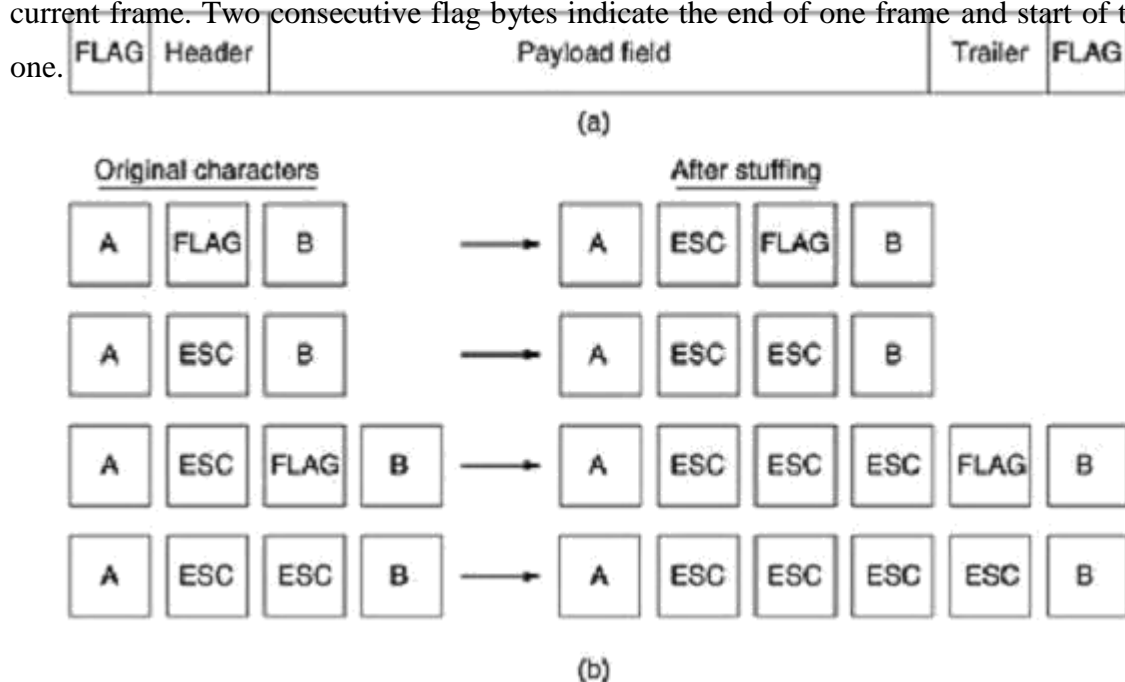 current frame. Two consecutive flag bytes indicate the end of one frame and start of t
one.
FLAG Header Payload field Trailer FLAG
(a)
Original characters After stuffing
A FLAG B A ESC FLAG B
A ESC B A ESC ESC B
A ESC FLAG B A ESC ESC ESC FLAG B
A ESC ESC B A ESC ESC ESC ESC B
(b)